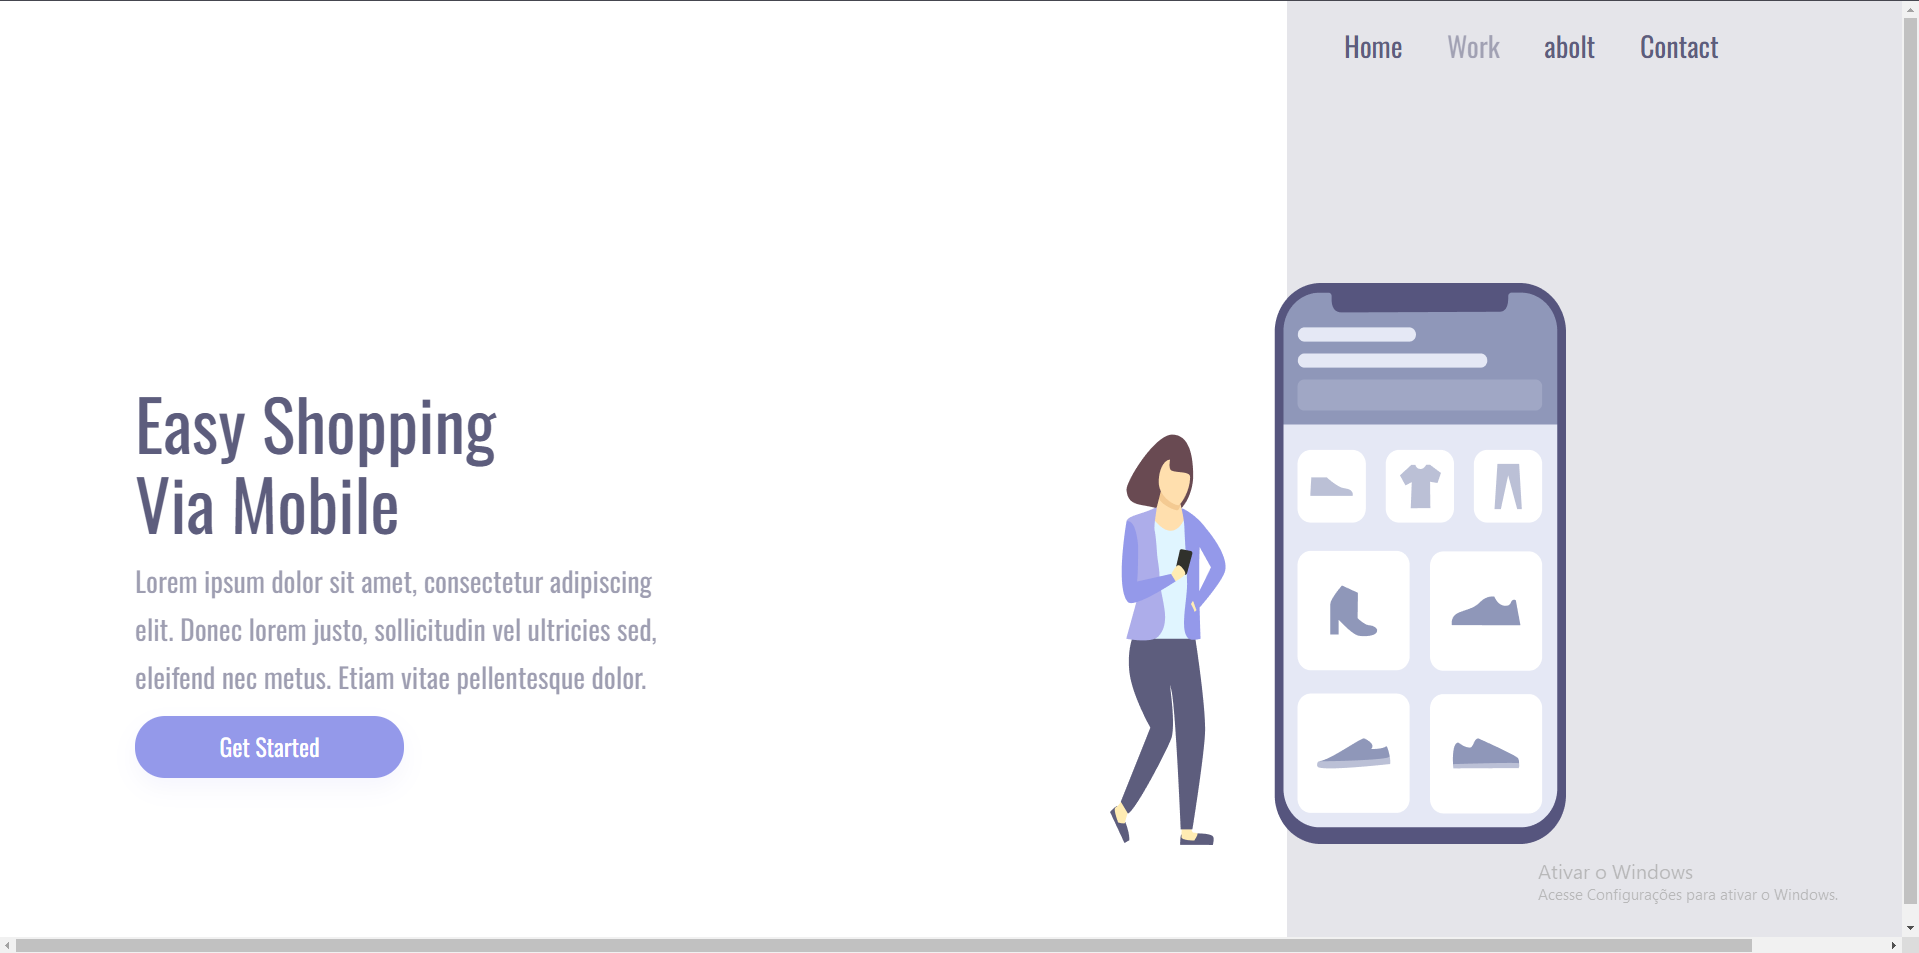 Home Work abolt Contact
Easy Shopping
Via Mobile
Lorem ipsum dolor sit amet, consectetur adipiscing
elit. Donec lorem justo, sollicitudin vel ultricies sed,
eleifend nec metus. Etiam vitae pellentesque dolor.
Get Started
Ativar o Windows
Acesse Configurações para ativar o Windows.